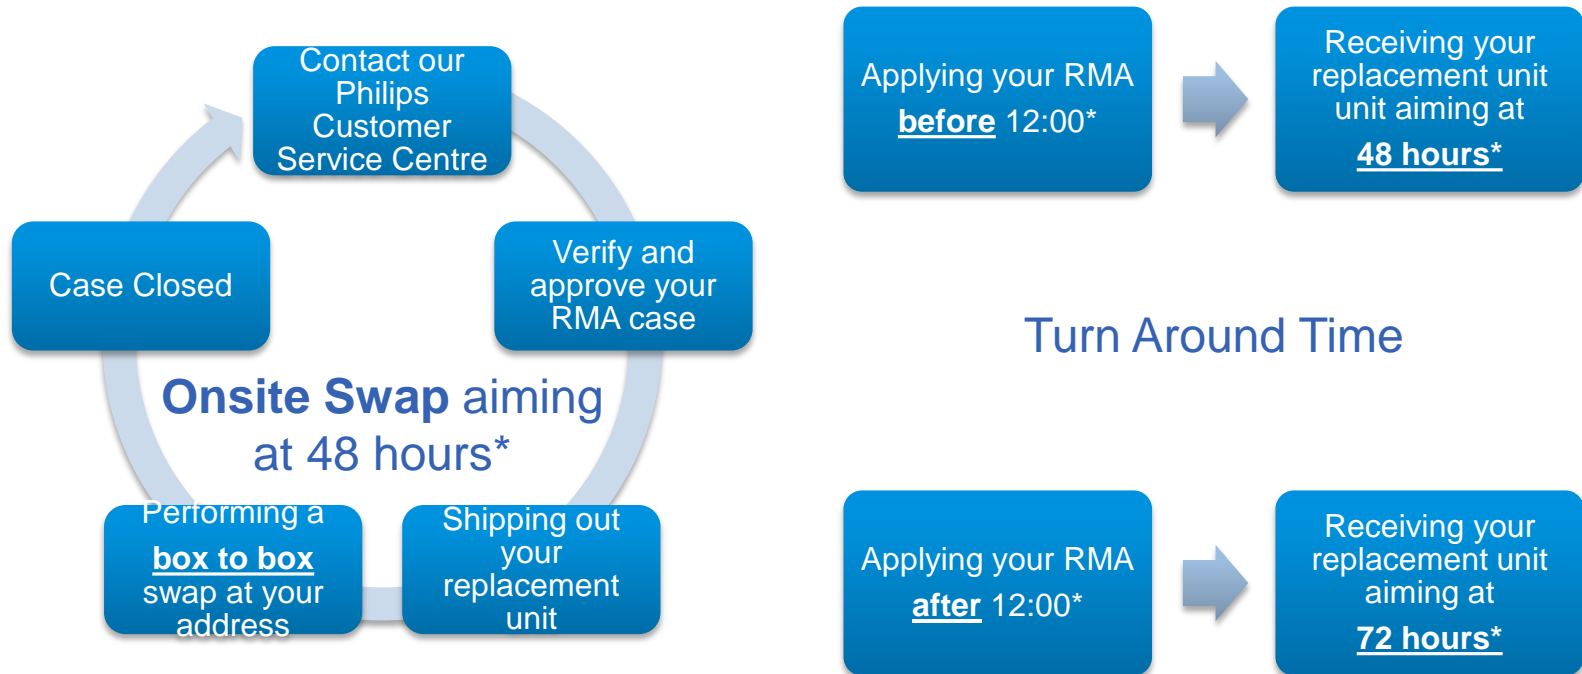 Contact our
Philips
Customer
Service Centre
Verify and
approve your
RMA case
Shipping out
your
replacement
unit
Performing a
box to box
swap at your
address
Case Closed
Onsite Swap aiming
at 48 hours*
Applying your RMA
before 12:00*
Receiving your
replacement unit
unit aiming at
48 hours*
Turn Around Time
Applying your RMA
after 12:00*
Receiving your
replacement unit
aiming at
72 hours*